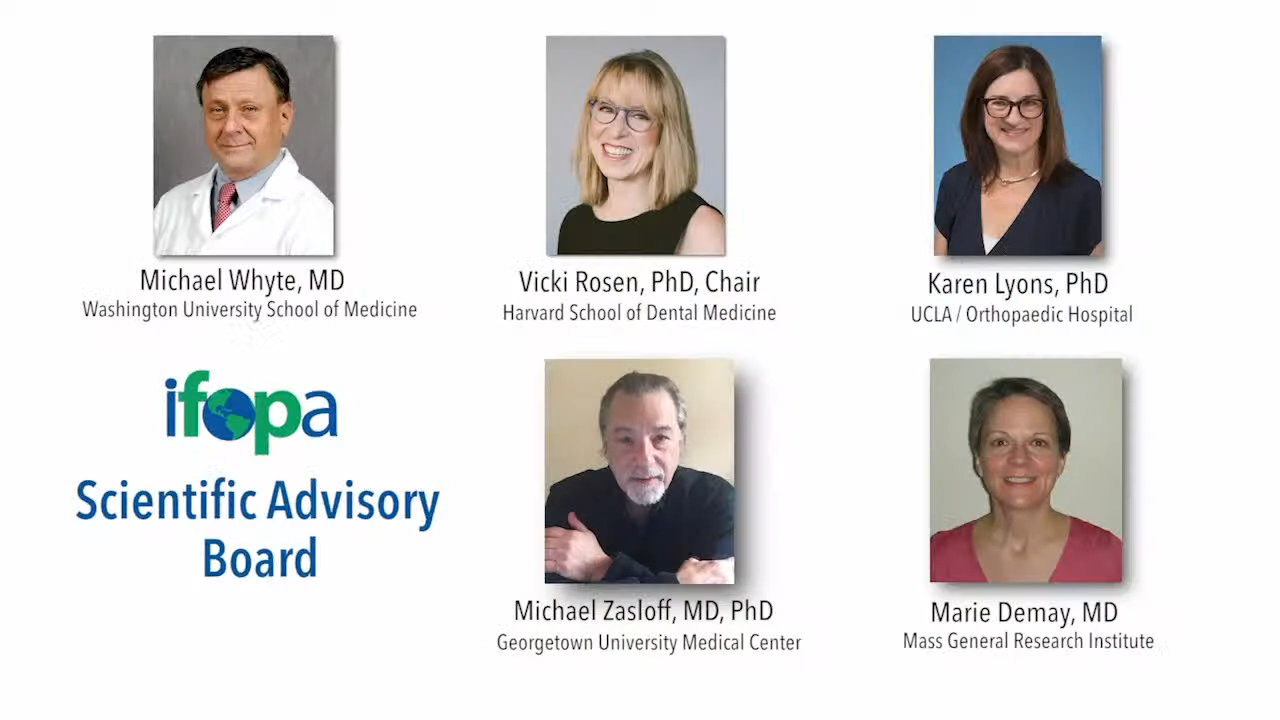 Michael Whyte, MD
Washington University School of Medicine
Vicki Rosen, PhD, Chair
Harvard School of Dental Medicine
Karen Lyons, PhD
UCLA / Orthopaedic Hospital
ifopa
Scientific Advisory
Board
Michael Zasloff, MD, PhD
Georgetown University Medical Center
Marie Demay, MD
Mass General Research Institute